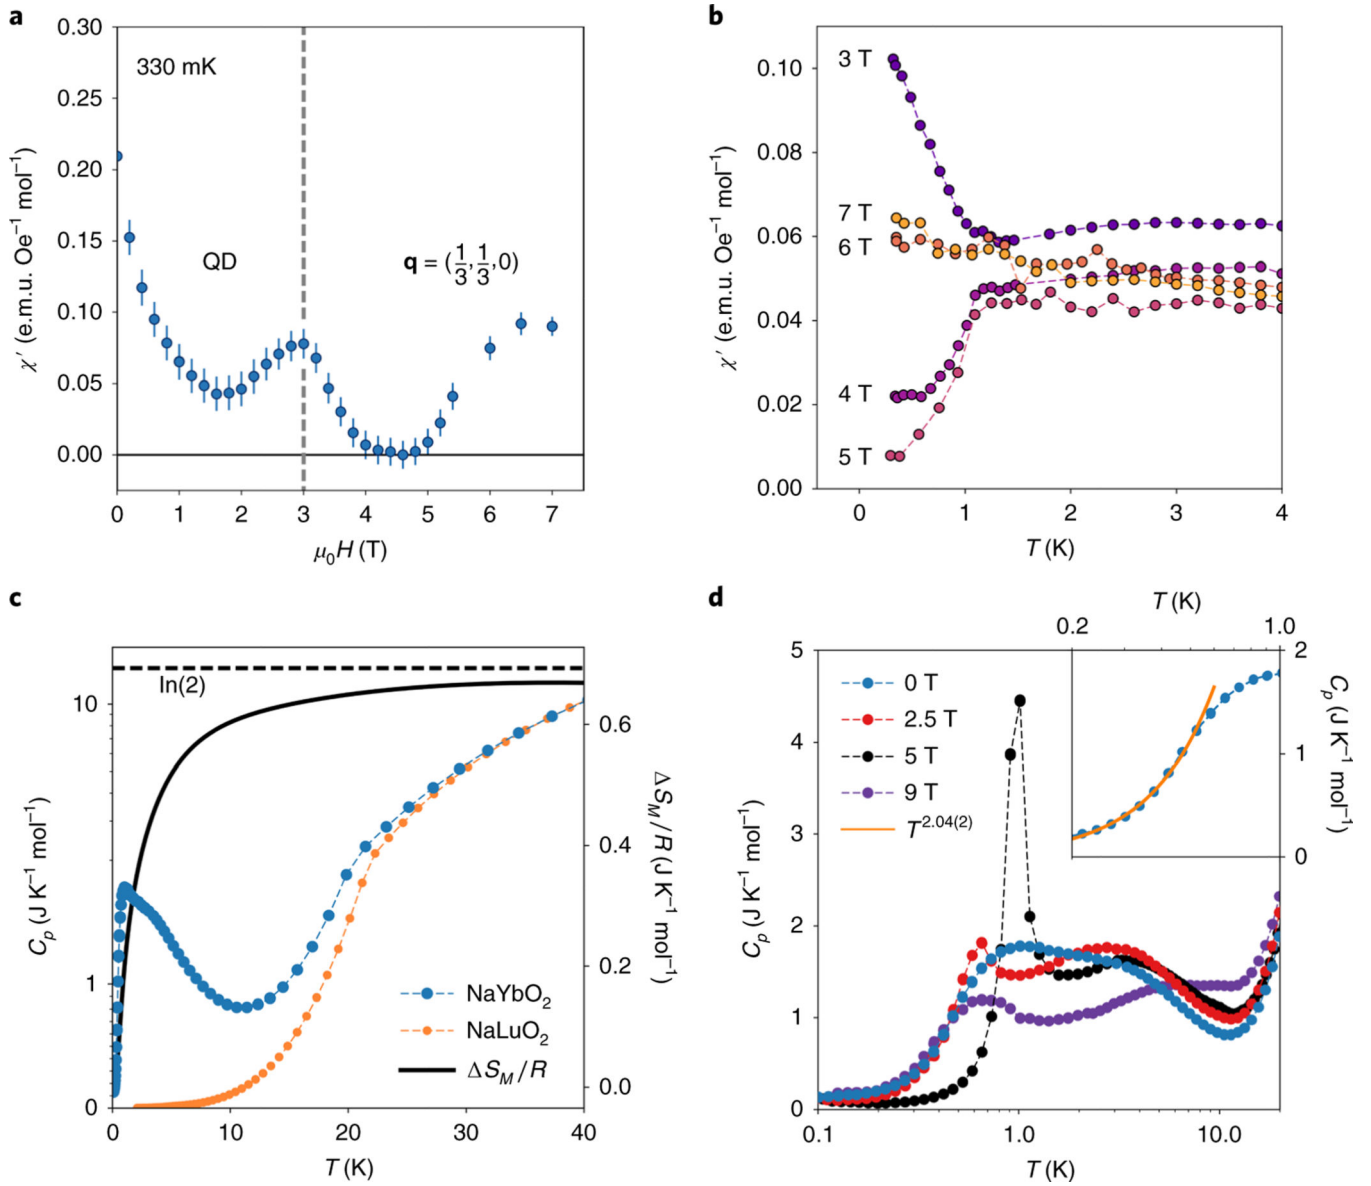 a
0.30
0.25
0.20
0.15
0.10
0.05
0.00
χ′ (e.m.u. Oe⁻¹ mol⁻¹)
330 mK
QD
q = (1/3, 1/3, 0)
0 1 2 3 4 5 6 7
μ₀H (T)
b
0.10
0.08
0.06
0.04
0.02
0.00
χ′ (e.m.u. Oe⁻¹ mol⁻¹)
3 T
7 T
6 T
4 T
5 T
0 1 2 3 4
T (K)
c
10
1
0
Cₚ (J K⁻¹ mol⁻¹)
ln(2)
NaYbO₂
NaLuO₂
ΔS_M/R
0.6
0.4
0.2
0.0
ΔS_M/R (J K⁻¹ mol⁻¹)
0 10 20 30 40
T (K)
d
5
4
3
2
1
0
Cₚ (J K⁻¹ mol⁻¹)
0 T
2.5 T
5 T
9 T
T^2.04(2)
T (K)
0.2 1.0
2
1
0
Cₚ (J K⁻¹ mol⁻¹)
0.1 1.0 10.0
T (K)